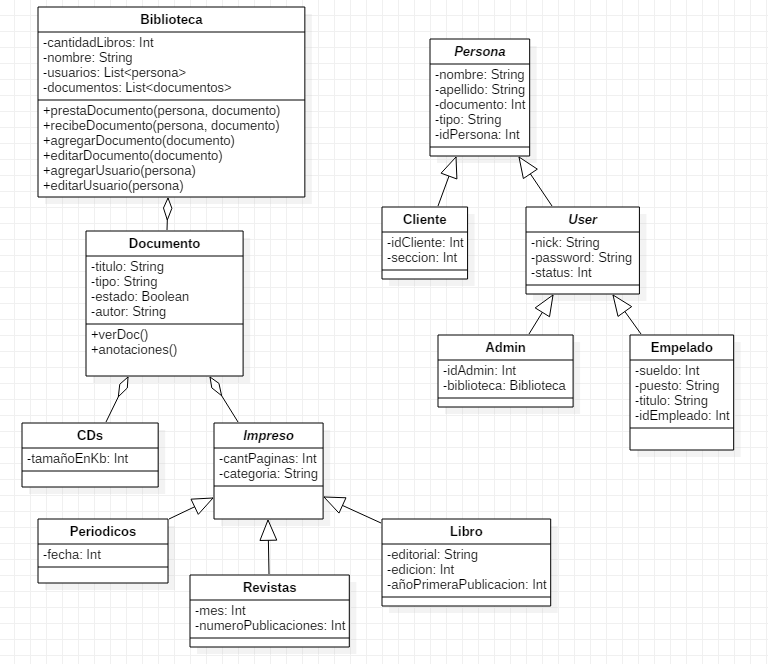 Biblioteca
-cantidadLibros: Int
-nombre: String
-usuarios: List<persona>
-documentos: List<documentos>
+prestaDocumento(persona, documento)
+recibeDocumento(persona, documento)
+agregarDocumento(documento)
+editarDocumento(documento)
+agregarUsuario(persona)
+editarUsuario(persona)
Persona
-nombre: String
-apellido: String
-documento: Int
-tipo: String
-idPersona: Int
Documento
-titulo: String
-tipo: String
-estado: Boolean
-autor: String
+verDoc()
+anotaciones()
Cliente
-idCliente: Int
-seccion: Int
User
-nick: String
-password: String
-status: Int
Admin
-idAdmin: Int
-biblioteca: Biblioteca
Empelado
-sueldo: Int
-puesto: String
-titulo: String
-idEmpleado: Int
CDs
-tamañoEnKb: Int
Impreso
-cantPaginas: Int
-categoria: String
Periodicos
-fecha: Int
Revistas
-mes: Int
-numeroPublicaciones: Int
Libro
-editorial: String
-edicion: Int
-añoPrimeraPublicacion: Int